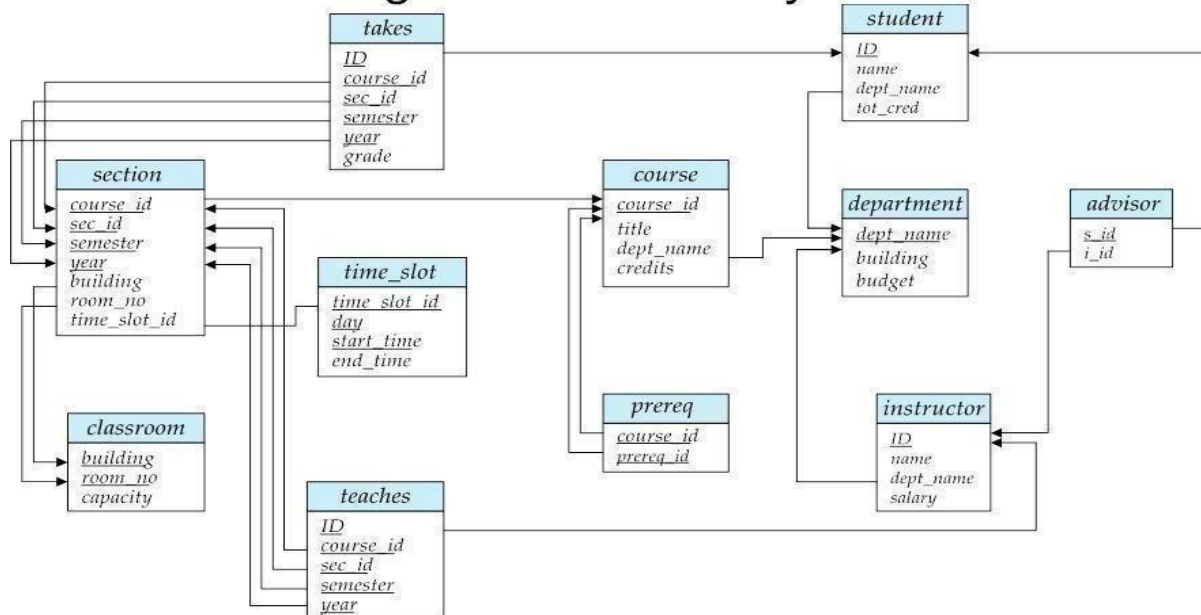 takes
ID
course_id
sec_id
semester
year
grade
student
ID
name
dept_name
tot_cred
section
course_id
sec_id
semester
year
building
room_no
time_slot_id
course
course_id
title
dept_name
credits
department
dept_name
building
budget
advisor
s_id
i_id
time_slot
time_slot_id
day
start_time
end_time
classroom
building
room_no
capacity
prereq
course_id
prereq_id
instructor
ID
name
dept_name
salary
teaches
ID
course_id
sec_id
semester
year